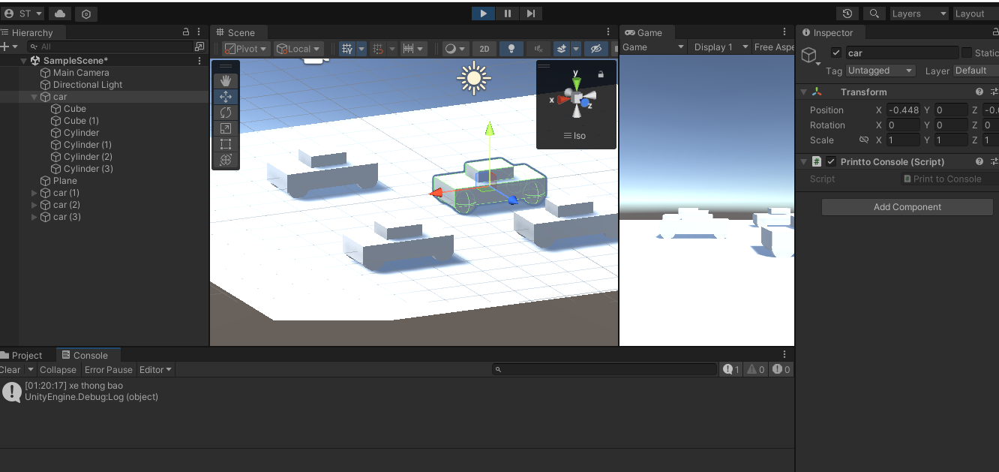 ST
Layers
Layout
Hierarchy
All
SampleScene*
Main Camera
Directional Light
car
Cube
Cube (1)
Cylinder
Cylinder (1)
Cylinder (2)
Cylinder (3)
Plane
car (1)
car (2)
car (3)
Scene
Pivot
Local
2D
y
x
z
Iso
Game
Game
Display 1
Free Aspe
Inspector
car
Static
Tag Untagged Layer Default
Transform
Position X -0.448 Y 0 Z -0.0
Rotation X 0 Y 0 Z 0
Scale X 1 Y 1 Z 1
Printto Console (Script)
Script Print to Console
Add Component
Project
Console
Clear
Collapse
Error Pause
Editor
1
0
0
[01:20:17] xe thong bao
UnityEngine.Debug:Log (object)